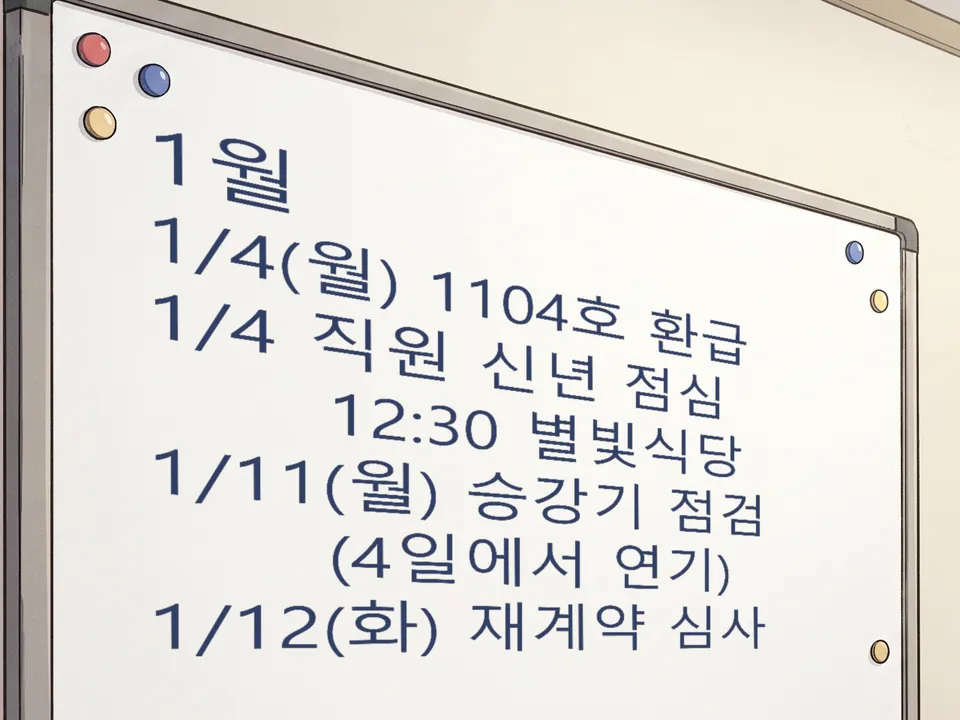 1월
1/4(월) 1104호 환급
1/4 직원 신년 점심
12:30 별빛식당
1/11(월) 승강기 점검
(4일에서 연기)
1/12(화) 재계약 심사